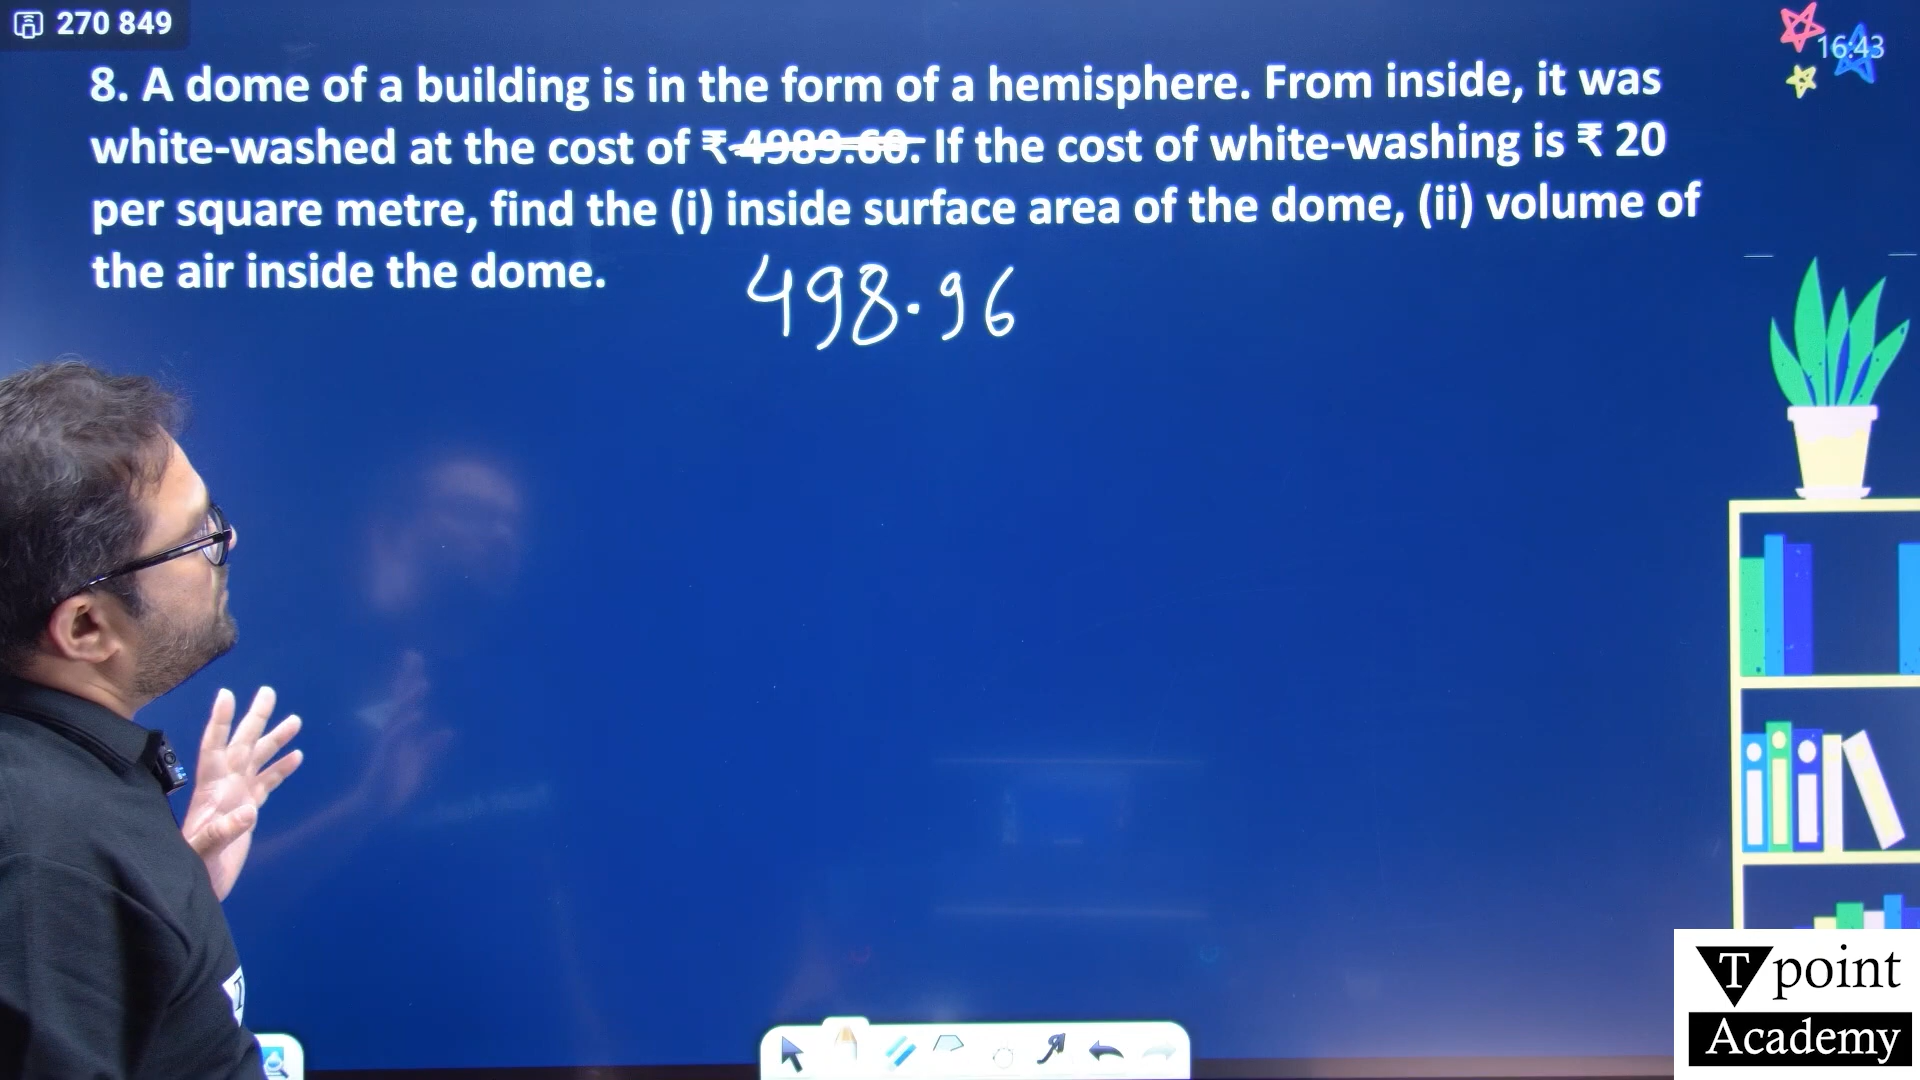 270 849
16:43
8. A dome of a building is in the form of a hemisphere. From inside, it was
white-washed at the cost of ₹ 4989.60. If the cost of white-washing is ₹ 20
per square metre, find the (i) inside surface area of the dome, (ii) volume of
the air inside the dome.
498.96
T point
Academy